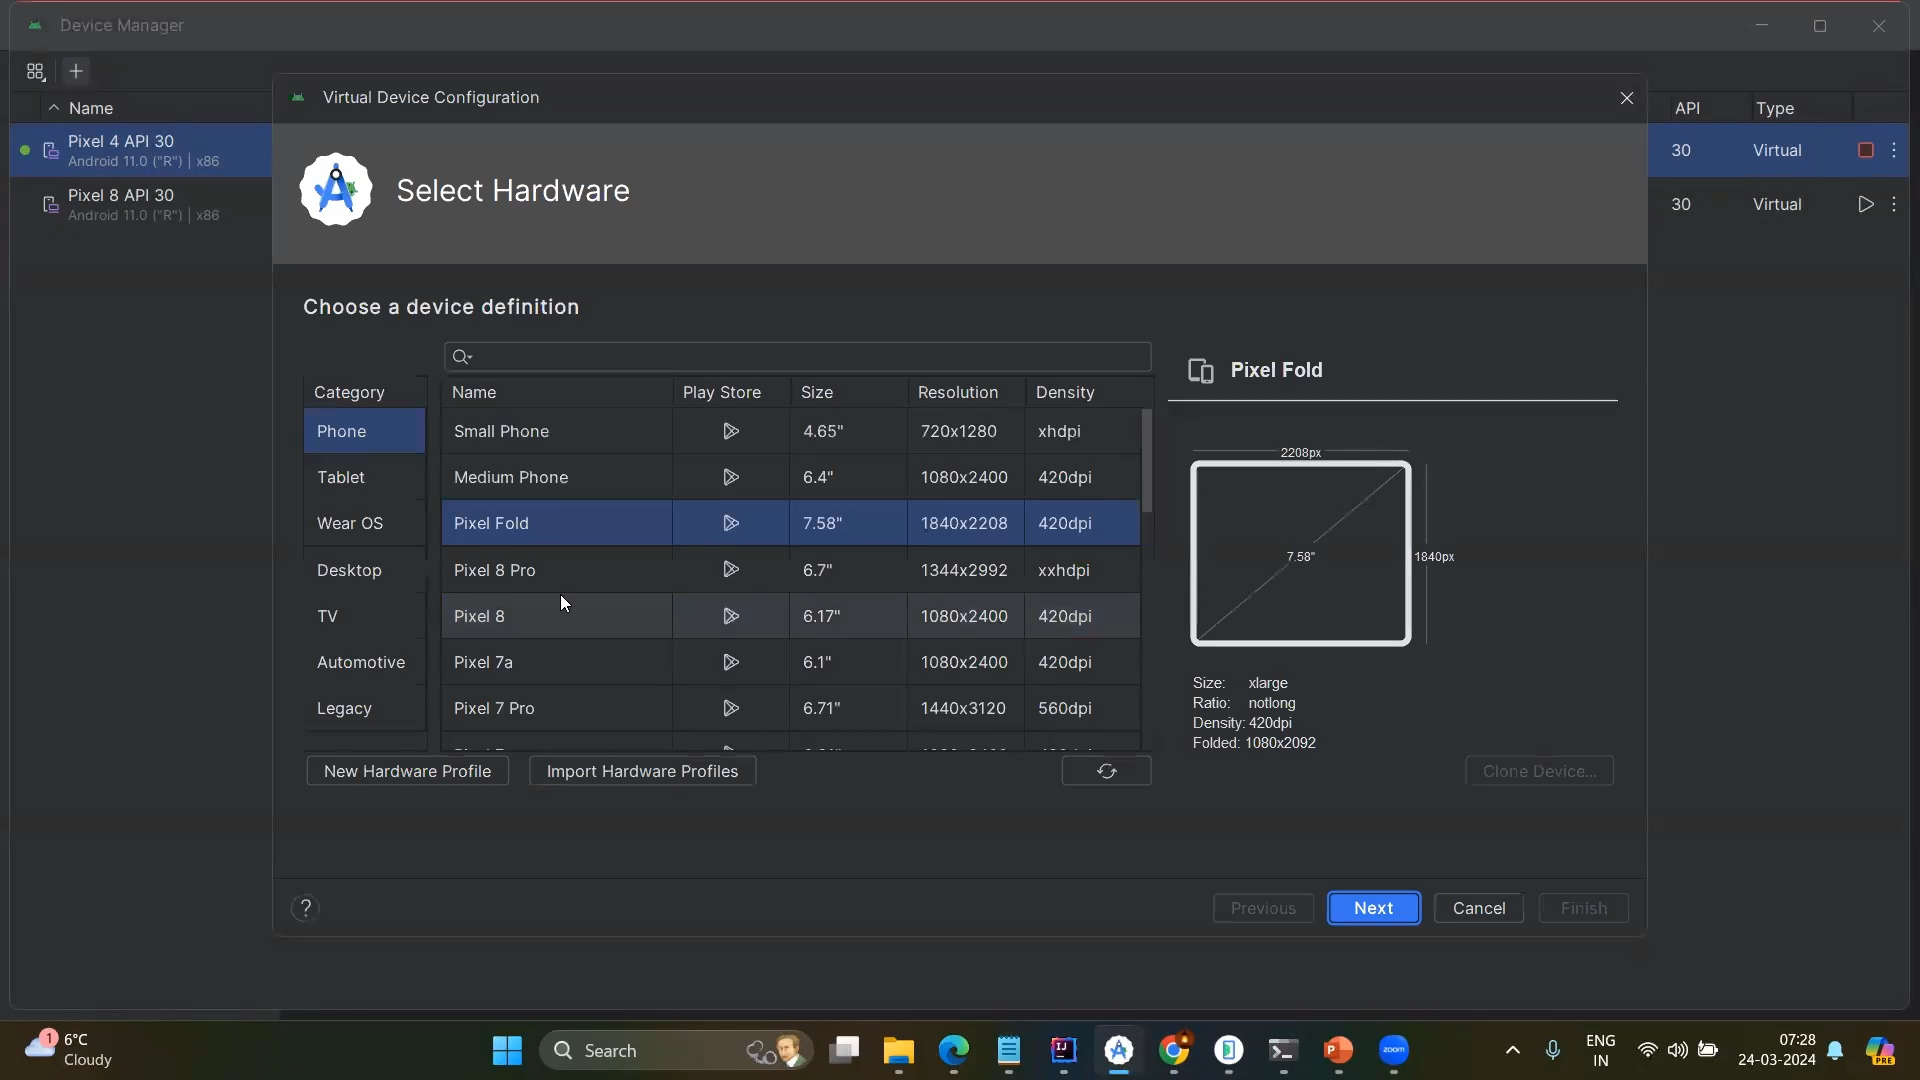 Device Manager
Name
API
Type
Pixel 4 API 30
Android 11.0 ("R") | x86
30
Virtual
Pixel 8 API 30
Android 11.0 ("R") | x86
30
Virtual
Virtual Device Configuration
Select Hardware
Choose a device definition
Category
Phone
Tablet
Wear OS
Desktop
TV
Automotive
Legacy
Name Play Store Size Resolution Density
Small Phone 4.65" 720x1280 xhdpi
Medium Phone 6.4" 1080x2400 420dpi
Pixel Fold 7.58" 1840x2208 420dpi
Pixel 8 Pro 6.7" 1344x2992 xxhdpi
Pixel 8 6.17" 1080x2400 420dpi
Pixel 7a 6.1" 1080x2400 420dpi
Pixel 7 Pro 6.71" 1440x3120 560dpi
Pixel Fold
2208px
7.58"
1840px
Size: xlarge
Ratio: notlong
Density: 420dpi
Folded: 1080x2092
New Hardware Profile
Import Hardware Profiles
Clone Device...
?
Previous
Next
Cancel
Finish
1
6°C
Cloudy
Search
zoom
ENG
IN
07:28
24-03-2024
PRE